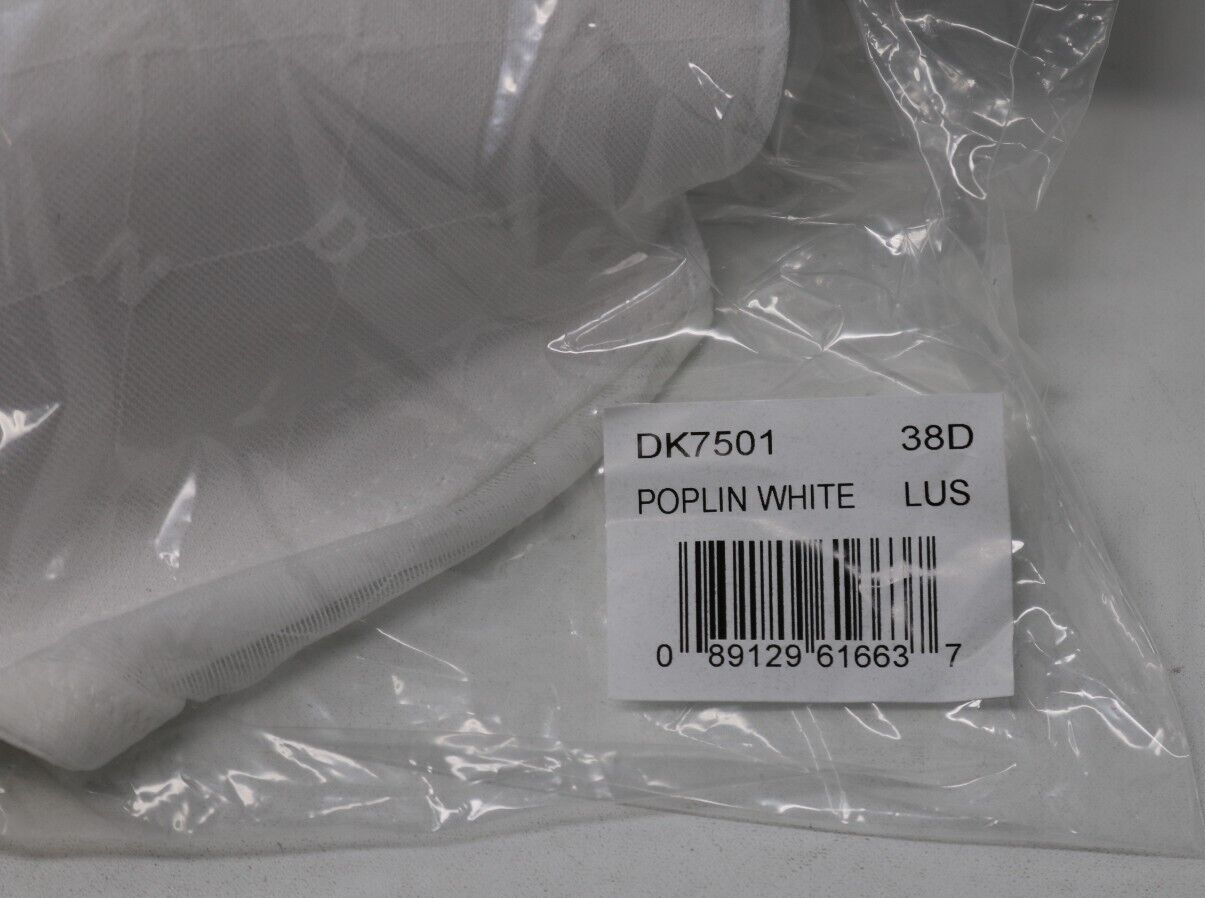 DK7501 38D
POPLIN WHITE LUS
0 89129 61663 7